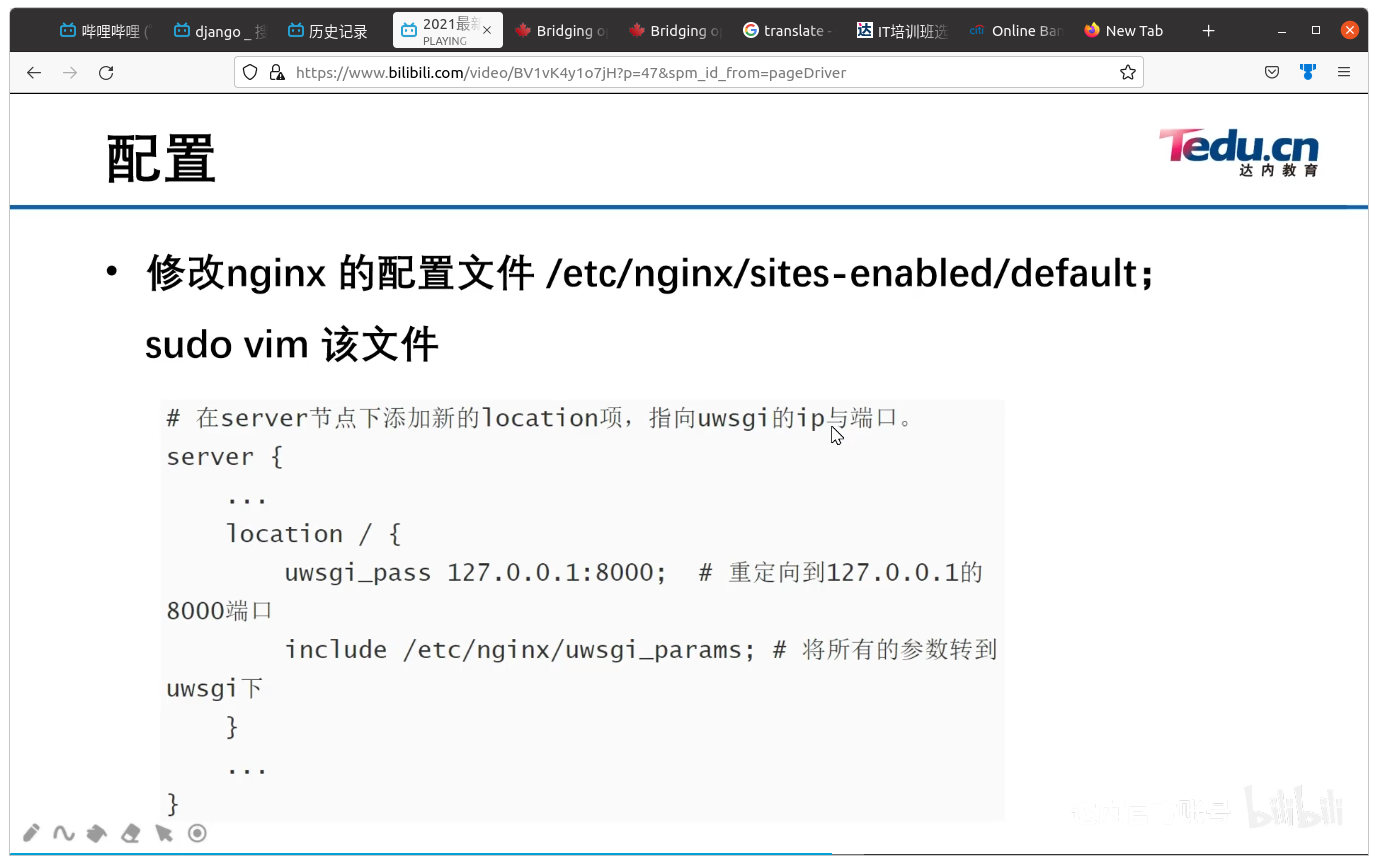 哔哩哔哩 (
django _ 搜
历史记录
2021最新
PLAYING
Bridging o
Bridging o
translate -
IT培训班选
Online Ban
New Tab
https://www.bilibili.com/video/BV1vK4y1o7jH?p=47&spm_id_from=pageDriver
配置
Tedu.cn
达内教育
• 修改nginx 的配置文件 /etc/nginx/sites-enabled/default;
sudo vim 该文件
# 在server节点下添加新的location项，指向uwsgi的ip与端口。
server {
...
location / {
uwsgi_pass 127.0.0.1:8000; # 重定向到127.0.0.1的
8000端口
include /etc/nginx/uwsgi_params; # 将所有的参数转到
uwsgi下
}
...
}
bilibili